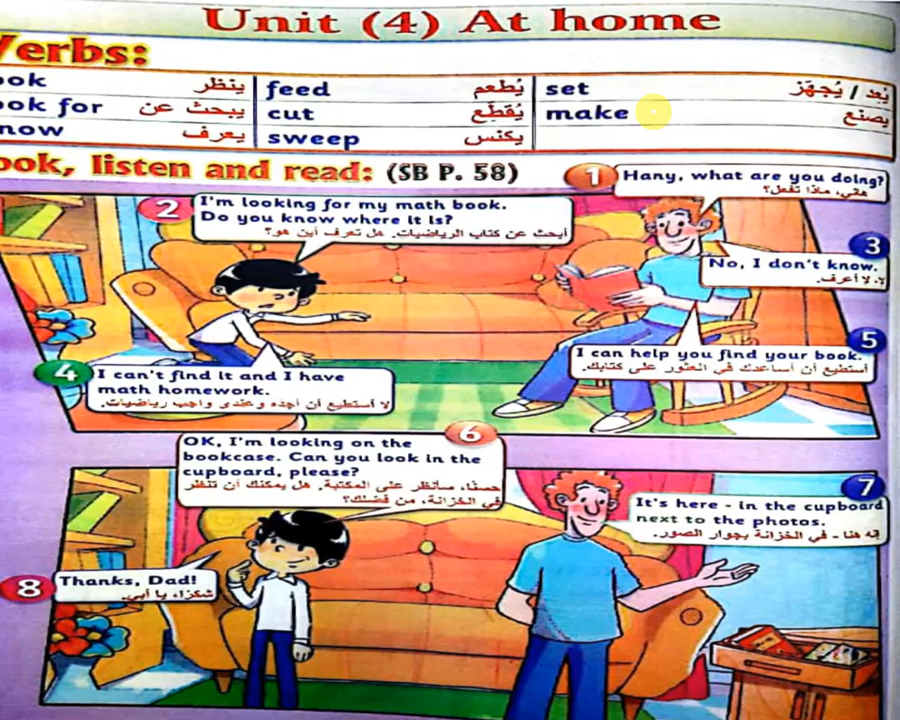 Unit (4) At home
Verbs:
ook ينظر feed يُطعم set يُعِد / يُجهّز
ook for يبحث عن cut يُقطّع make يصنع
now يعرف sweep يكنس
ook, listen and read: (SB P. 58)
1 Hany, what are you doing?
هاني، ماذا تفعل؟
2 I'm looking for my math book.
Do you know where it is?
أبحث عن كتاب الرياضيات. هل تعرف أين هو؟
3 No, I don't know.
لا، لا أعرف.
4 I can't find it and I have
math homework.
لا أستطيع أن أجده وعندى واجب رياضيات.
5 I can help you find your book.
أستطيع أن أساعدك في العثور على كتابك.
6 OK, I'm looking on the
bookcase. Can you look in the
cupboard, please?
حسنًا، سأنظر على المكتبة. هل يمكنك أن تنظر
في الخزانة، من فضلك؟
7 It's here - in the cupboard
next to the photos.
إنه هنا - في الخزانة بجوار الصور.
8 Thanks, Dad!
شكرًا، يا أبي.